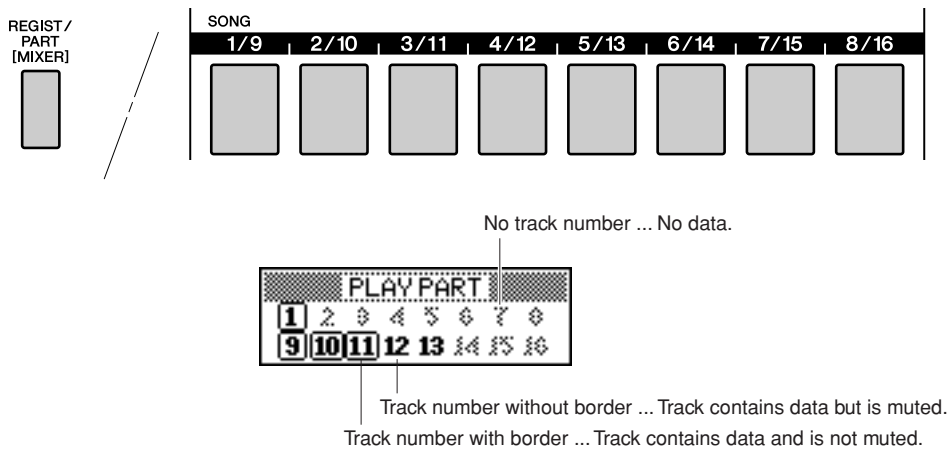 REGIST/
PART
[MIXER]
SONG
1/9 2/10 3/11 4/12 5/13 6/14 7/15 8/16
No track number ... No data.
PLAY PART
1 2 3 4 5 6 7 8
9 10 11 12 13 14 15 16
Track number without border ... Track contains data but is muted.
Track number with border ... Track contains data and is not muted.